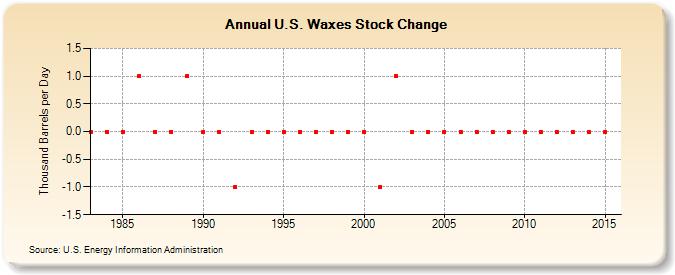 Annual U.S. Waxes Stock Change
Thousand Barrels per Day
1.5
1.0
0.5
0.0
-0.5
-1.0
-1.5
1985 1990 1995 2000 2005 2010 2015
Source: U.S. Energy Information Administration